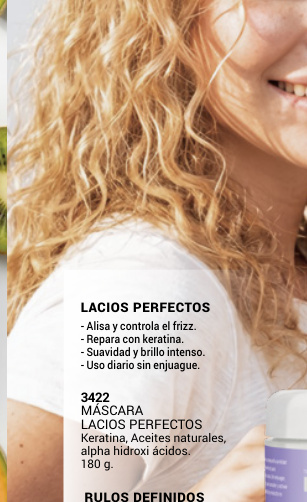 LACIOS PERFECTOS
- Alisa y controla el frizz.
- Repara con keratina.
- Suavidad y brillo intenso.
- Uso diario sin enjuague.
3422
MÁSCARA
LACIOS PERFECTOS
Keratina, Aceites naturales,
alpha hidroxi ácidos.
180 g.
RULOS DEFINIDOS